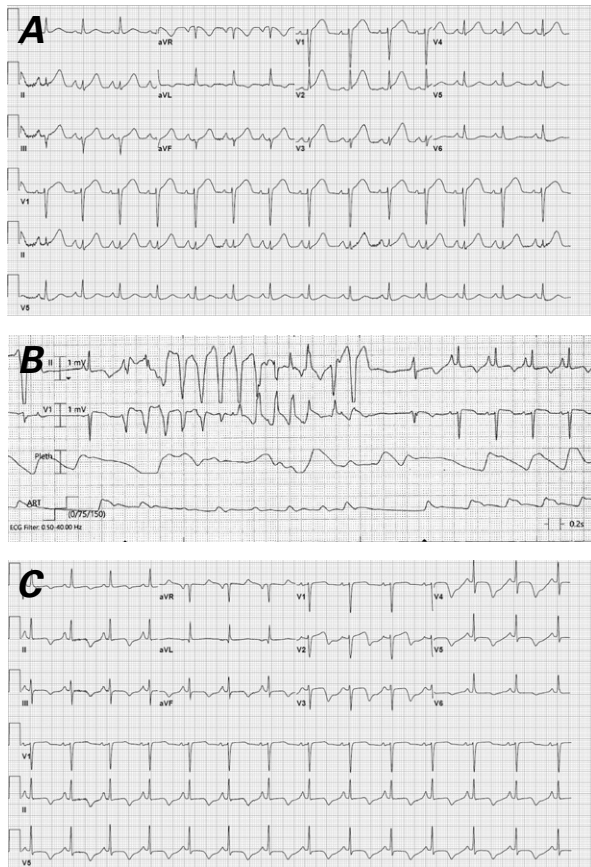 A
aVR
V1
V4
II
aVL
V2
V5
III
aVF
V3
V6
V1
II
V5
B
II
1 mV
V1
1 mV
Pleth
ART
(0/75/150)
0.2s
ECG Filter: 0.50-40.00 Hz
C
aVR
V1
V4
II
aVL
V2
V5
III
aVF
V3
V6
V1
II
V5